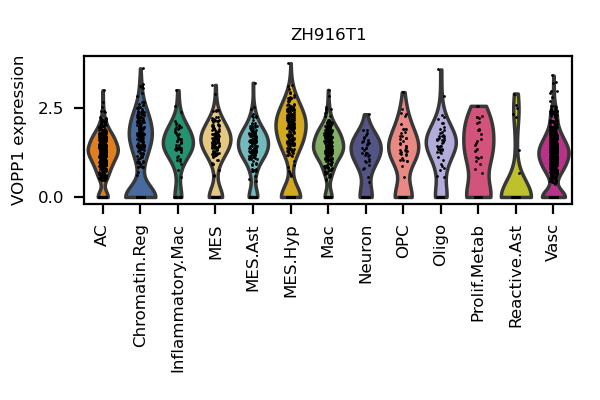 ZH916T1
VOPP1 expression
2.5
0.0
AC
Chromatin.Reg
Inflammatory.Mac
MES
MES.Ast
MES.Hyp
Mac
Neuron
OPC
Oligo
Prolif.Metab
Reactive.Ast
Vasc